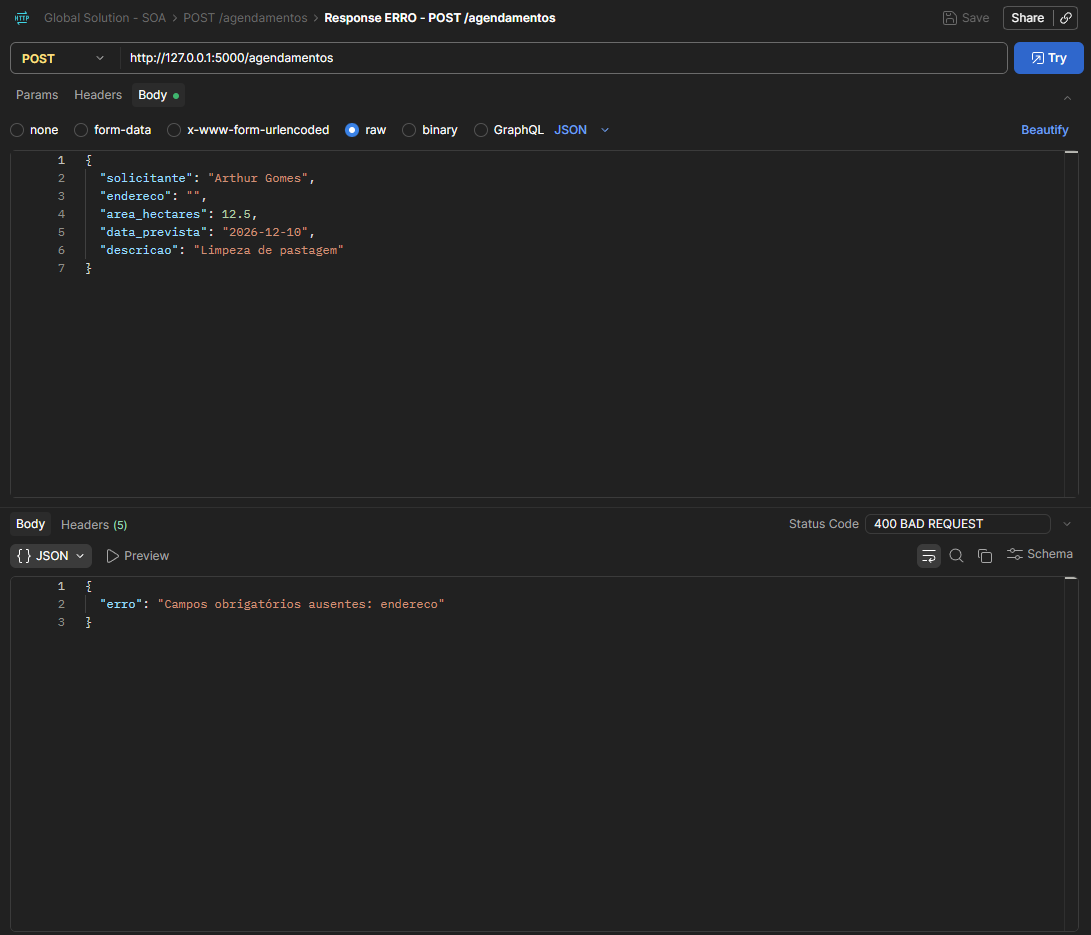 HTTP Global Solution - SOA > POST /agendamentos > Response ERRO - POST /agendamentos Save Share
POST http://127.0.0.1:5000/agendamentos Try
Params Headers Body
none form-data x-www-form-urlencoded raw binary GraphQL JSON Beautify
1 {
2 "solicitante": "Arthur Gomes",
3 "endereco": "",
4 "area_hectares": 12.5,
5 "data_prevista": "2026-12-10",
6 "descricao": "Limpeza de pastagem"
7 }
Body Headers (5) Status Code 400 BAD REQUEST
{} JSON Preview Schema
1 {
2 "erro": "Campos obrigatórios ausentes: endereco"
3 }